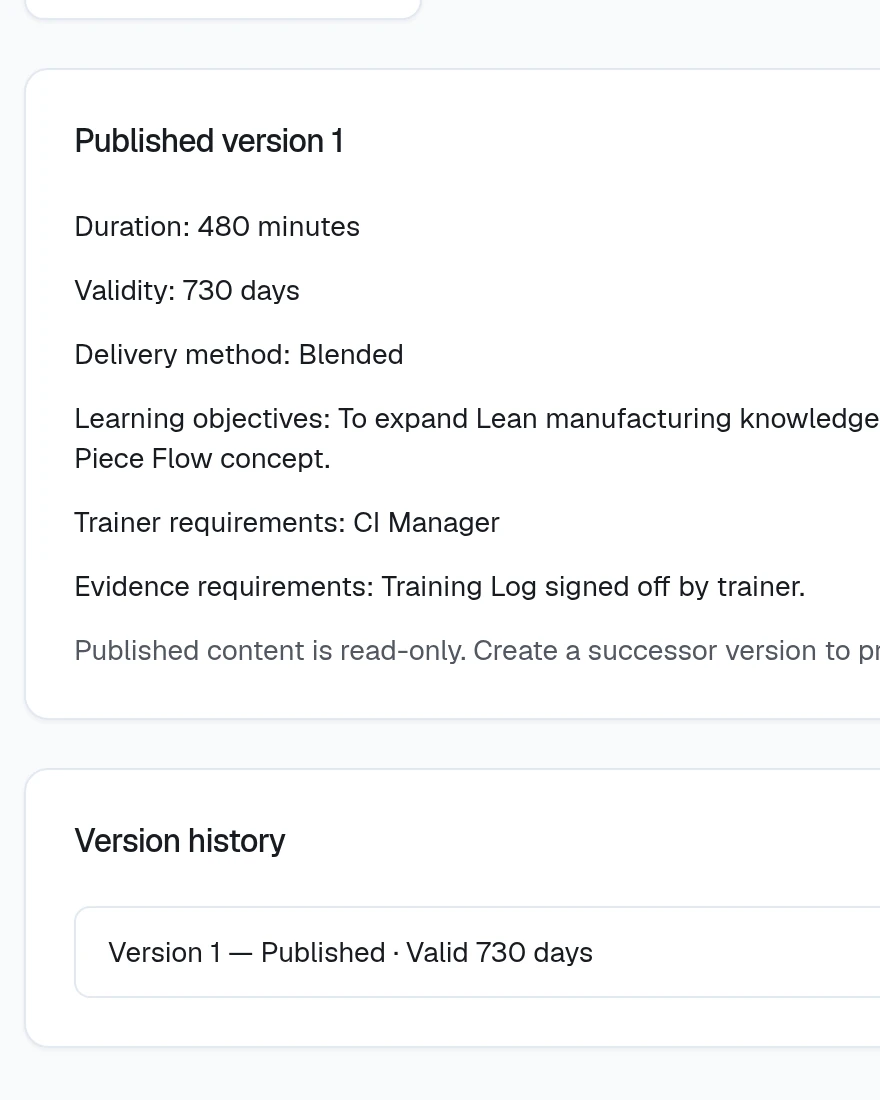 Published version 1
Duration: 480 minutes
Validity: 730 days
Delivery method: Blended
Learning objectives: To expand Lean manufacturing knowledge
Piece Flow concept.
Trainer requirements: CI Manager
Evidence requirements: Training Log signed off by trainer.
Published content is read-only. Create a successor version to
Version history
Version 1 — Published · Valid 730 days